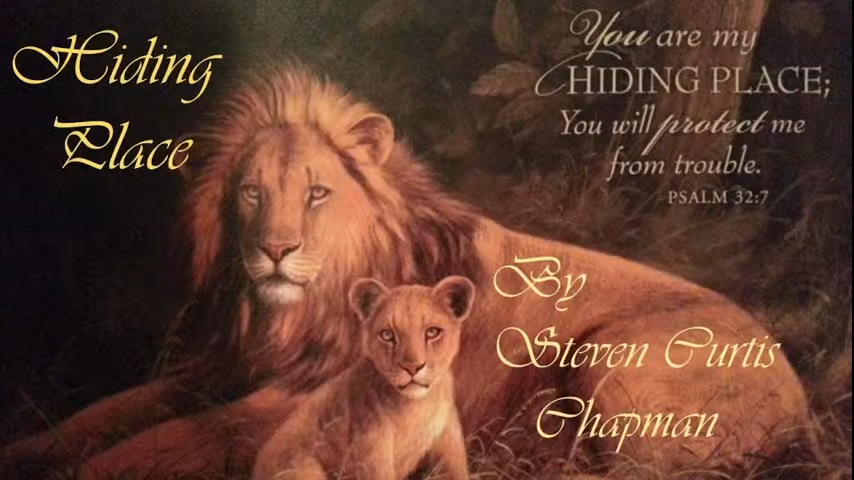 Hiding
Place
You are my
HIDING PLACE;
You will protect me
from trouble.
PSALM 32:7
By
Steven Curtis
Chapman